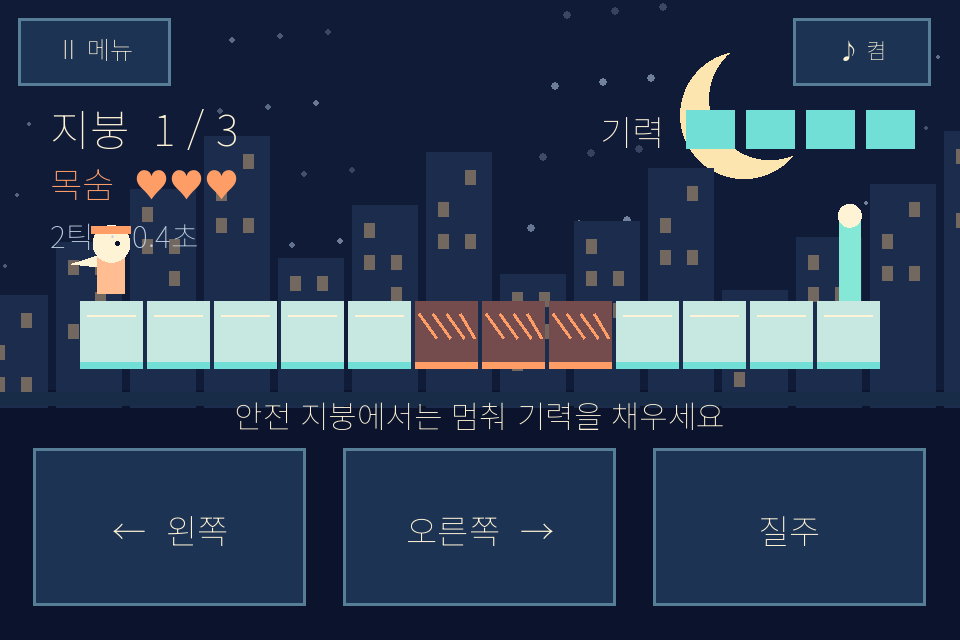 ॥ 메뉴
♪ 켬
지붕 1 / 3
기력
목숨 ♥♥♥
2틱 0.4초
안전 지붕에서는 멈춰 기력을 채우세요
← 왼쪽
오른쪽 →
질주